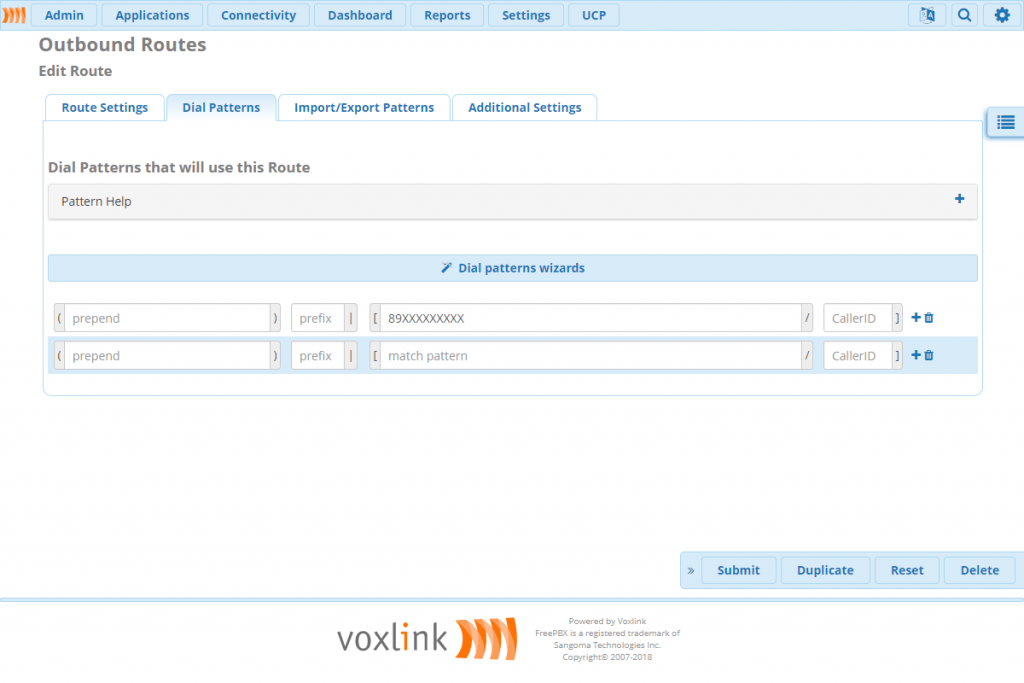 Admin Applications Connectivity Dashboard Reports Settings UCP
Outbound Routes
Edit Route
Route Settings Dial Patterns Import/Export Patterns Additional Settings
Dial Patterns that will use this Route
Pattern Help +
Dial patterns wizards
( prepend ) prefix | [ 89XXXXXXXXX / CallerID ] +
( prepend ) prefix | [ match pattern / CallerID ] +
» Submit Duplicate Reset Delete
voxlink
Powered by Voxlink
FreePBX is a registered trademark of
Sangoma Technologies Inc.
Copyright© 2007-2018